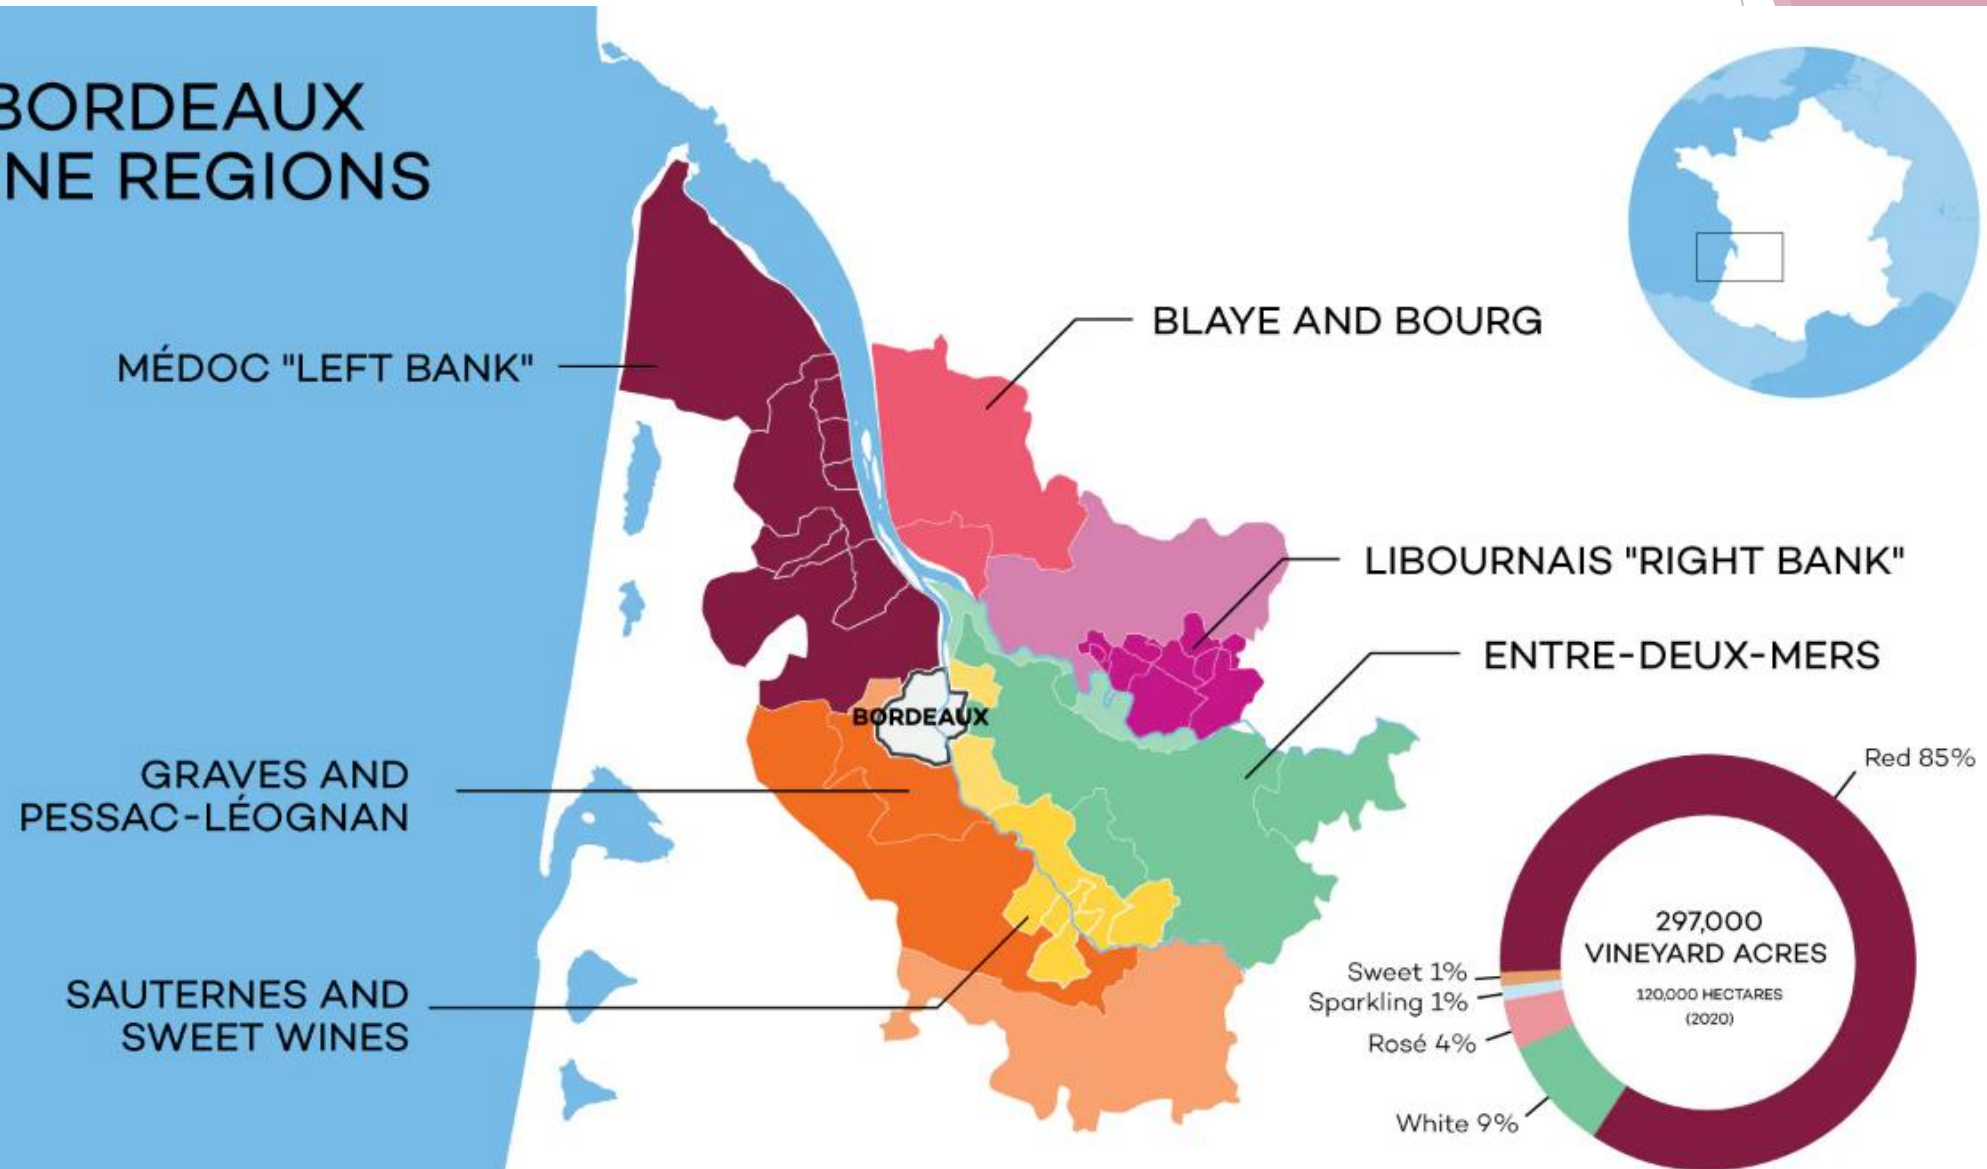 BORDEAUX
NE REGIONS
MÉDOC "LEFT BANK"
BLAYE AND BOURG
LIBOURNAIS "RIGHT BANK"
ENTRE-DEUX-MERS
BORDEAUX
GRAVES AND
PESSAC-LÉOGNAN
SAUTERNES AND
SWEET WINES
Red 85%
297,000
VINEYARD ACRES
120,000 HECTARES
(2020)
Sweet 1%
Sparkling 1%
Rosé 4%
White 9%